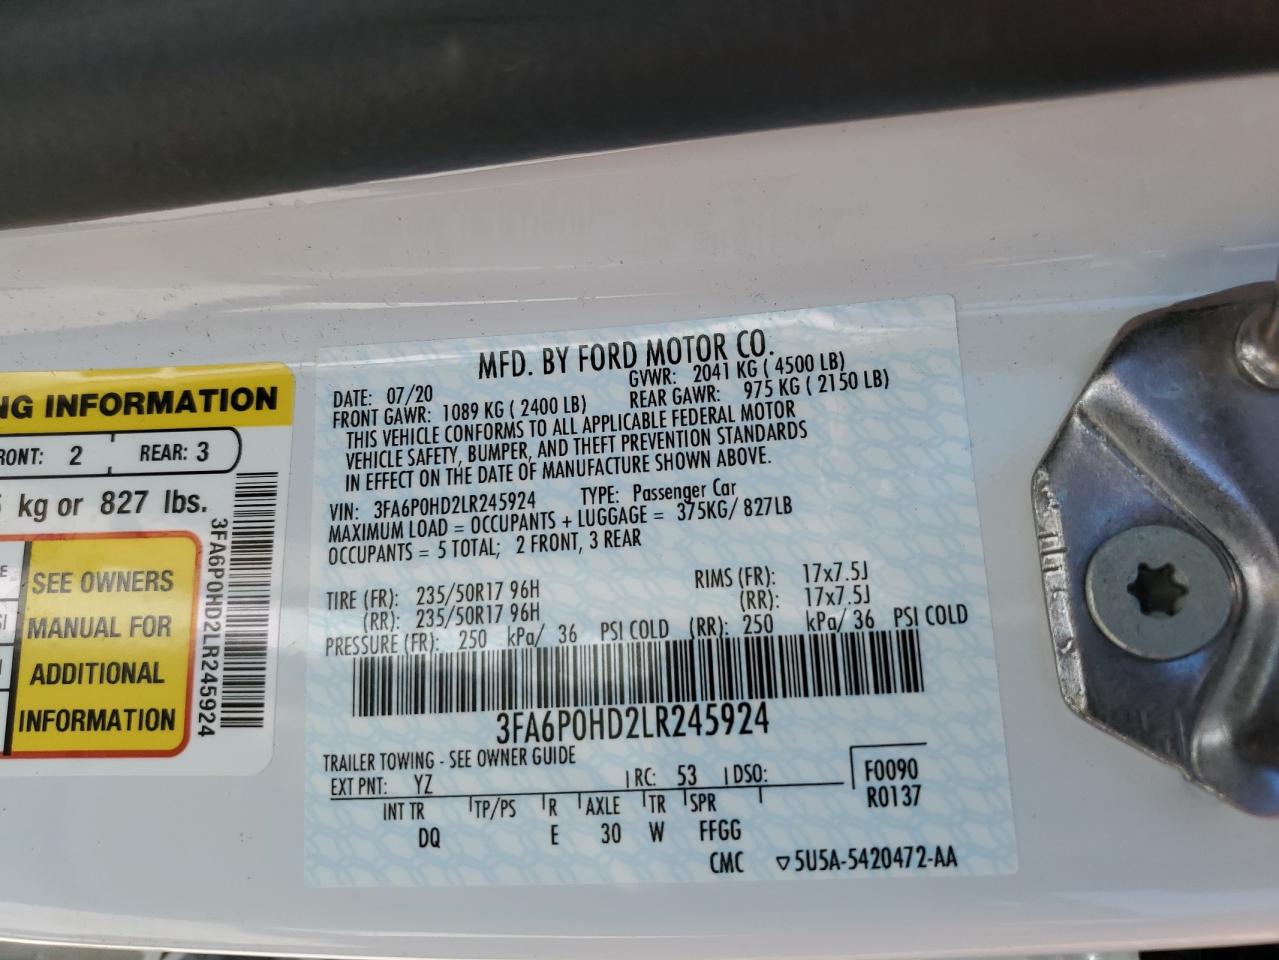 NG INFORMATION
RONT: 2 REAR: 3
kg or 827 lbs.
SEE OWNERS
MANUAL FOR
ADDITIONAL
INFORMATION
3FA6P0HD2LR245924
MFD. BY FORD MOTOR CO.
DATE: 07/20 GVWR: 2041 KG ( 4500 LB)
FRONT GAWR: 1089 KG ( 2400 LB) REAR GAWR: 975 KG ( 2150 LB)
THIS VEHICLE CONFORMS TO ALL APPLICABLE FEDERAL MOTOR
VEHICLE SAFETY, BUMPER, AND THEFT PREVENTION STANDARDS
IN EFFECT ON THE DATE OF MANUFACTURE SHOWN ABOVE.
VIN: 3FA6P0HD2LR245924 TYPE: Passenger Car
MAXIMUM LOAD = OCCUPANTS + LUGGAGE = 375KG/ 827LB
OCCUPANTS = 5 TOTAL; 2 FRONT, 3 REAR
TIRE (FR): 235/50R17 96H RIMS (FR): 17x7.5J
(RR): 235/50R17 96H (RR): 17x7.5J
PRESSURE (FR): 250 kPa/ 36 PSI COLD (RR): 250 kPa/ 36 PSI COLD
3FA6P0HD2LR245924
TRAILER TOWING - SEE OWNER GUIDE
EXT PNT: YZ RC: 53 DSO: F0090
INT TR TP/PS R AXLE TR SPR R0137
DQ E 30 W FFGG
CMC ▽5U5A-5420472-AA